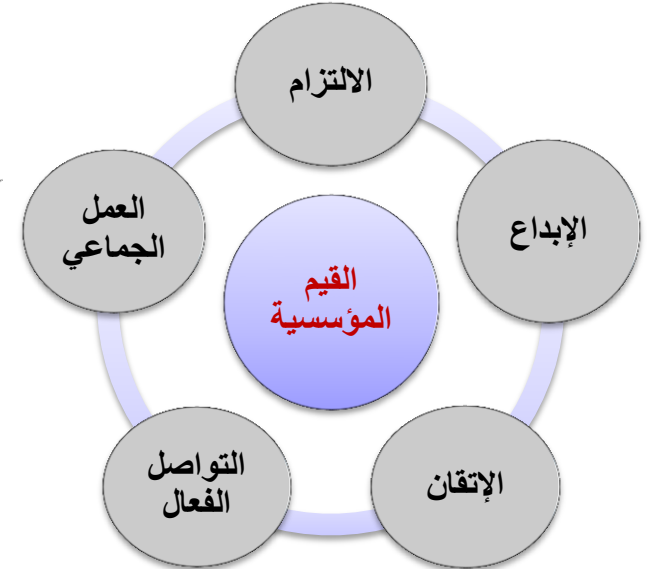 الالتزام
الإبداع
العمل
الجماعي
القيم
المؤسسية
التواصل
الفعال
الإتقان